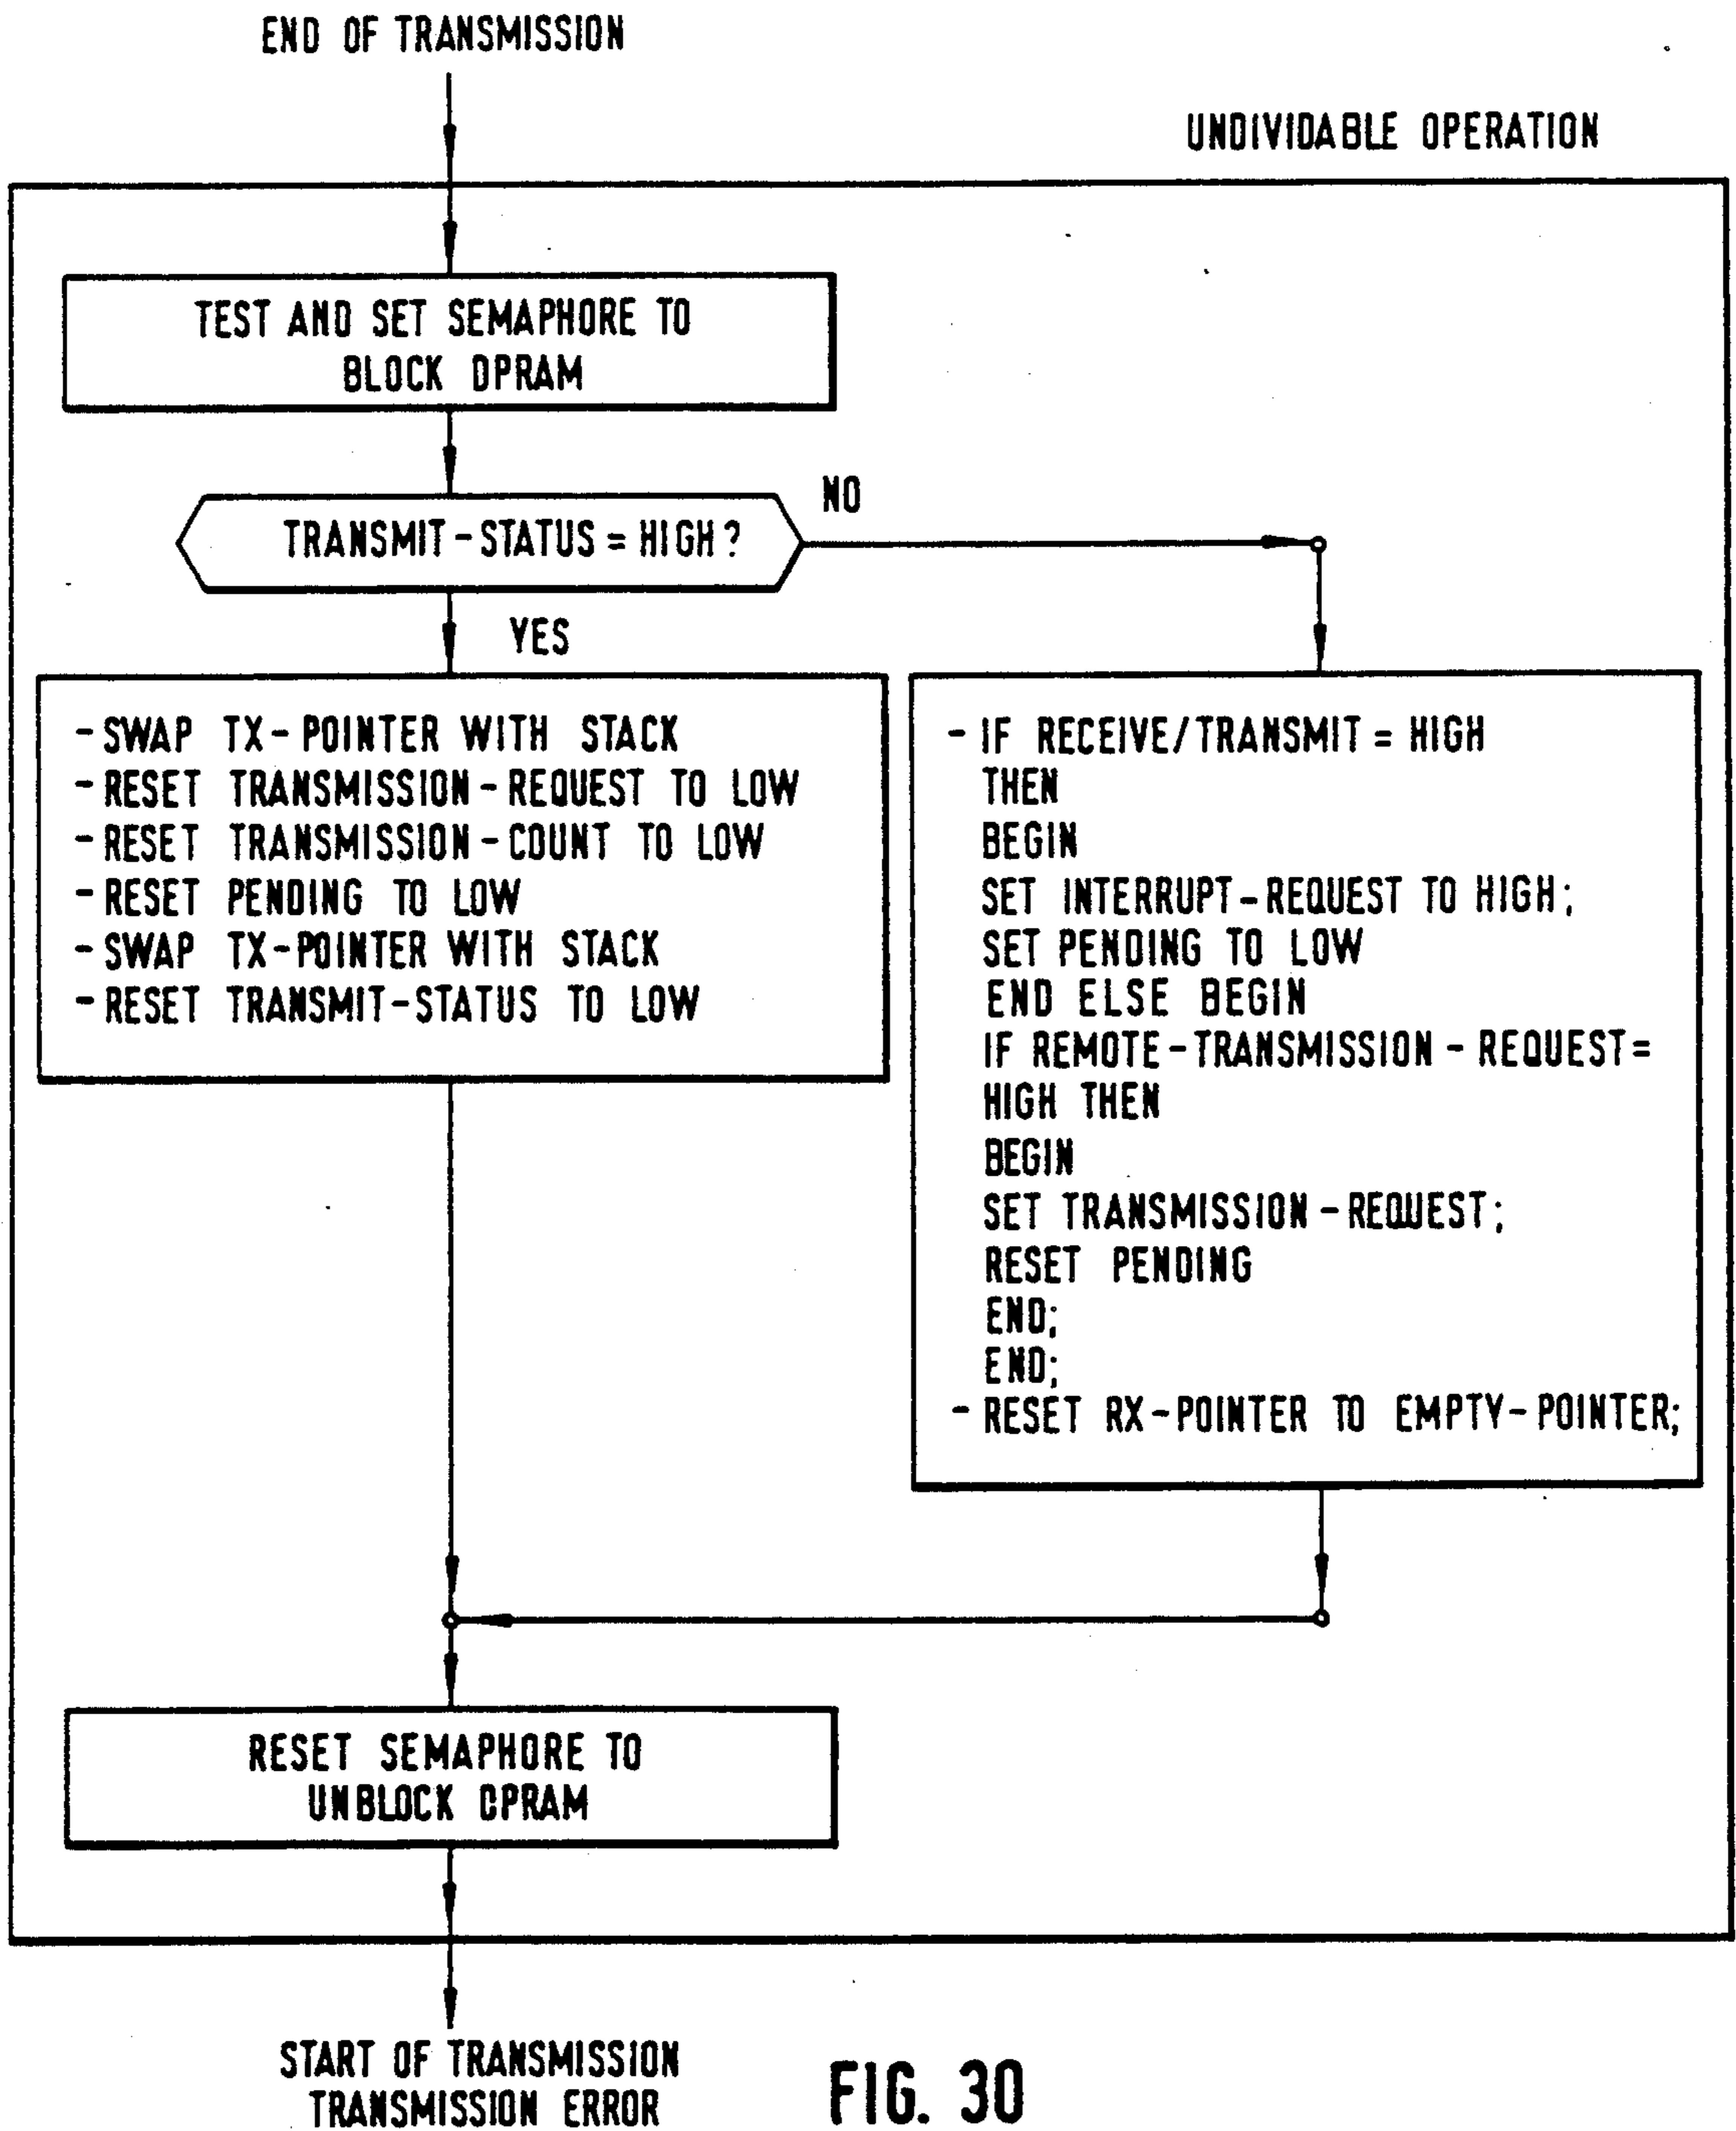 END OF TRANSMISSION
UNDIVIDABLE OPERATION
TEST AND SET SEMAPHORE TO
BLOCK DPRAM
TRANSMIT-STATUS = HIGH?
NO
YES
- SWAP TX-POINTER WITH STACK
- RESET TRANSMISSION-REQUEST TO LOW
- RESET TRANSMISSION-COUNT TO LOW
- RESET PENDING TO LOW
- SWAP TX-POINTER WITH STACK
- RESET TRANSMIT-STATUS TO LOW
- IF RECEIVE/TRANSMIT = HIGH
THEN
BEGIN
SET INTERRUPT-REQUEST TO HIGH;
SET PENDING TO LOW
END ELSE BEGIN
IF REMOTE-TRANSMISSION-REQUEST=
HIGH THEN
BEGIN
SET TRANSMISSION-REQUEST;
RESET PENDING
END;
END;
- RESET RX-POINTER TO EMPTY-POINTER;
RESET SEMAPHORE TO
UNBLOCK DPRAM
START OF TRANSMISSION
TRANSMISSION ERROR
FIG. 30